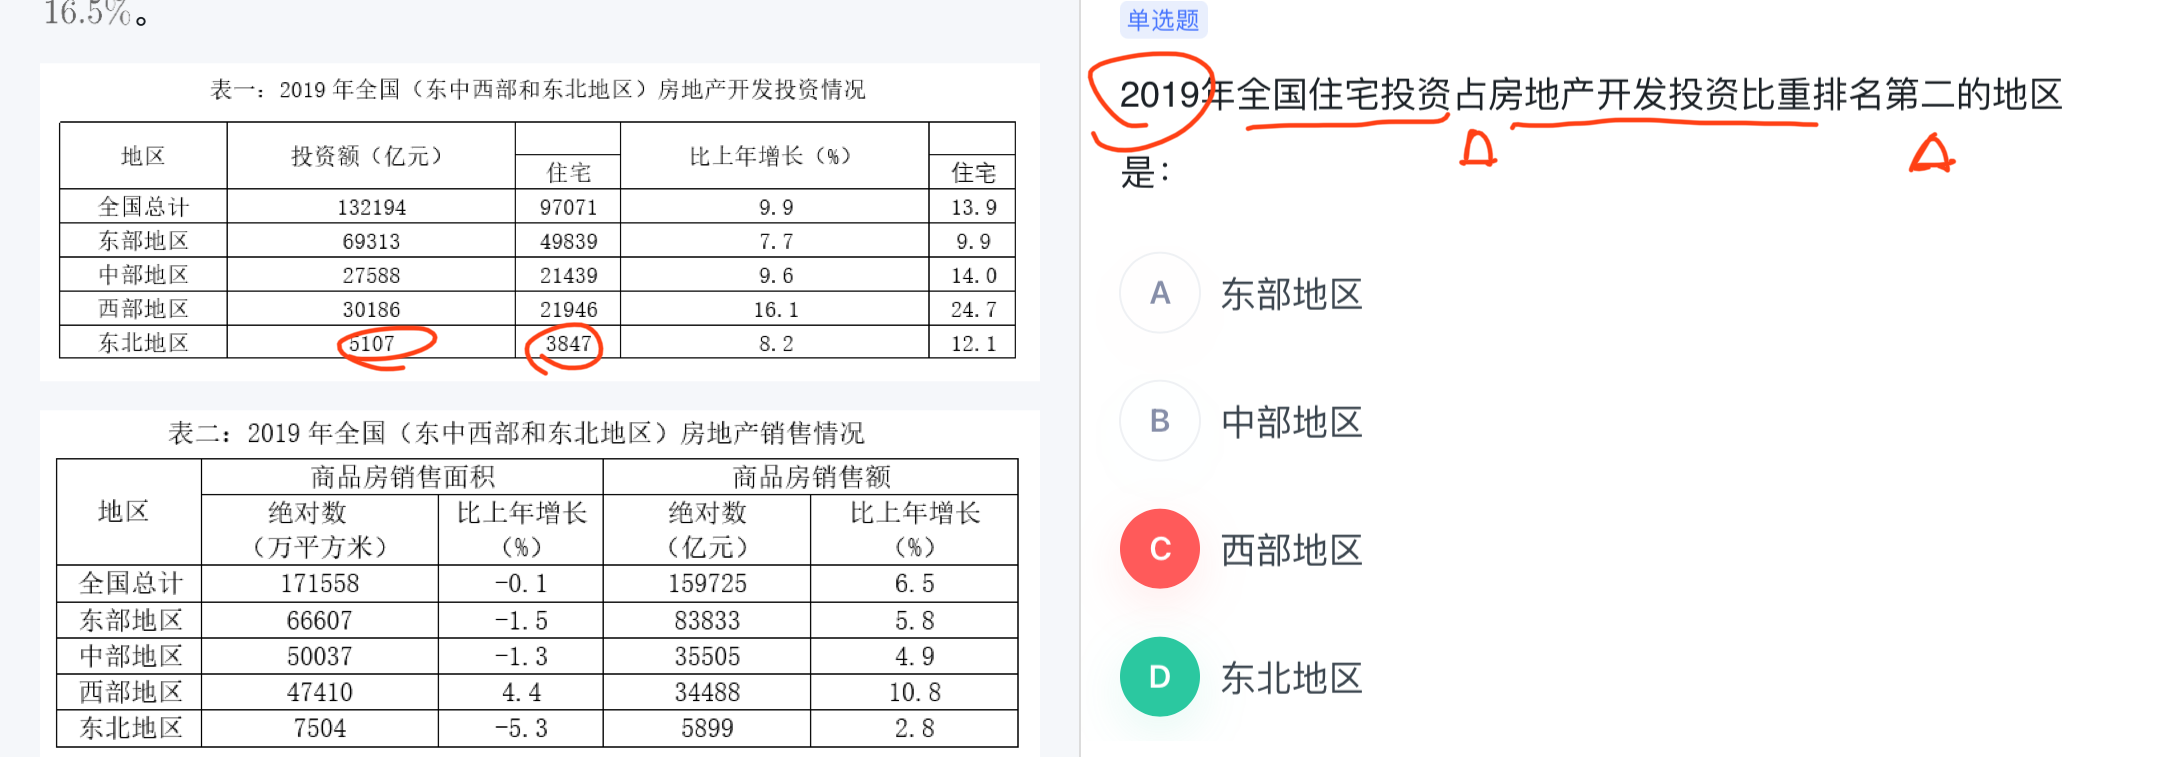 16.5%。
表一：2019 年全国（东中西部和东北地区）房地产开发投资情况
地区 投资额（亿元） 住宅 比上年增长（%） 住宅
全国总计 132194 97071 9.9 13.9
东部地区 69313 49839 7.7 9.9
中部地区 27588 21439 9.6 14.0
西部地区 30186 21946 16.1 24.7
东北地区 5107 3847 8.2 12.1
表二：2019 年全国（东中西部和东北地区）房地产销售情况
地区 商品房销售面积 商品房销售额
绝对数（万平方米） 比上年增长（%） 绝对数（亿元） 比上年增长（%）
全国总计 171558 -0.1 159725 6.5
东部地区 66607 -1.5 83833 5.8
中部地区 50037 -1.3 35505 4.9
西部地区 47410 4.4 34488 10.8
东北地区 7504 -5.3 5899 2.8
单选题
2019年全国住宅投资占房地产开发投资比重排名第二的地区
是：
A 东部地区
B 中部地区
C 西部地区
D 东北地区